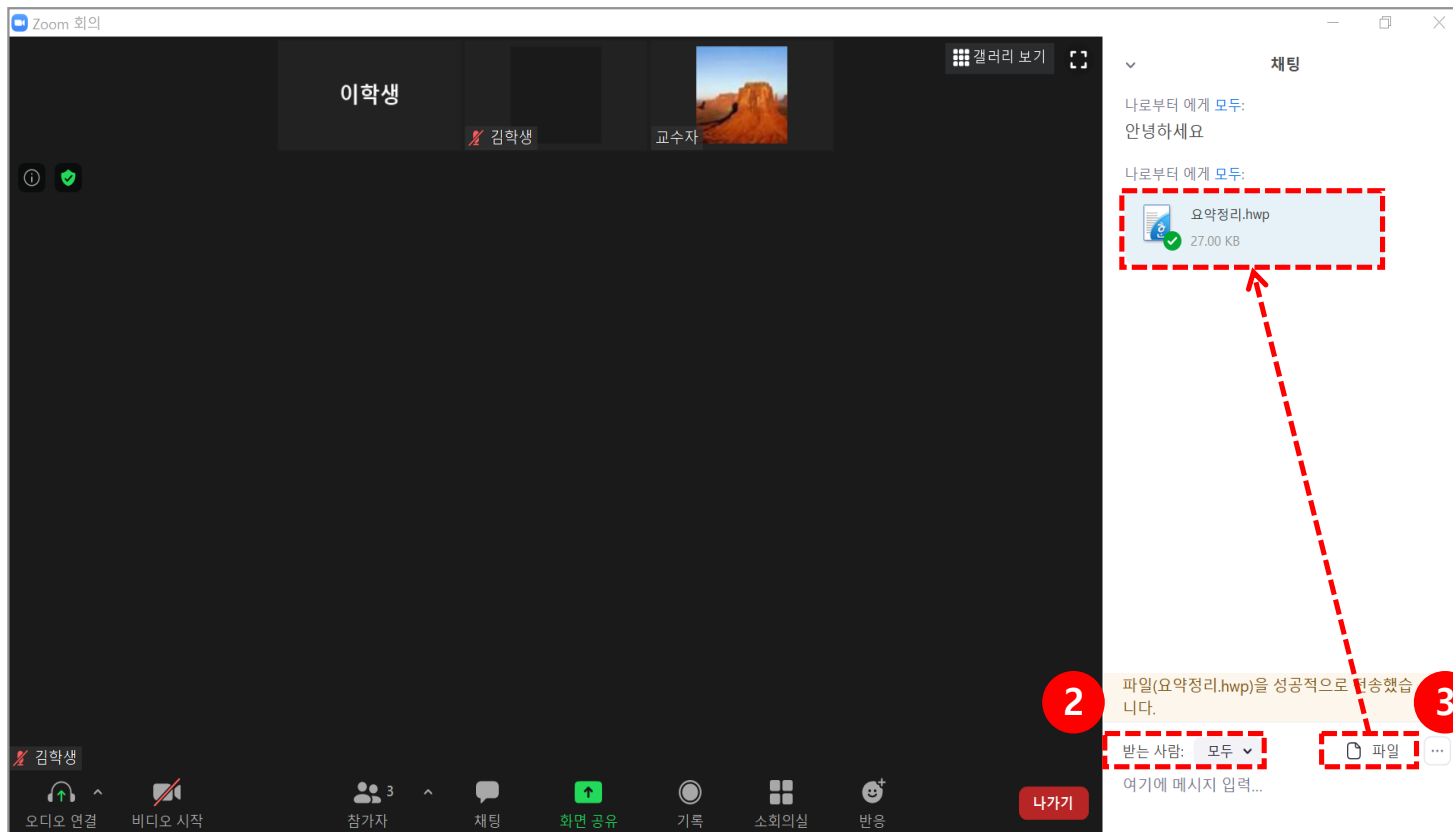 Zoom 회의
이학생
김학생
교수자
갤러리 보기
채팅
나로부터 에게 모두:
안녕하세요
나로부터 에게 모두:
요약정리.hwp
27.00 KB
파일(요약정리.hwp)을 성공적으로 전송했습
니다.
2
3
받는 사람: 모두
파일
여기에 메시지 입력...
김학생
오디오 연결
비디오 시작
3
참가자
채팅
화면 공유
기록
소회의실
반응
나가기